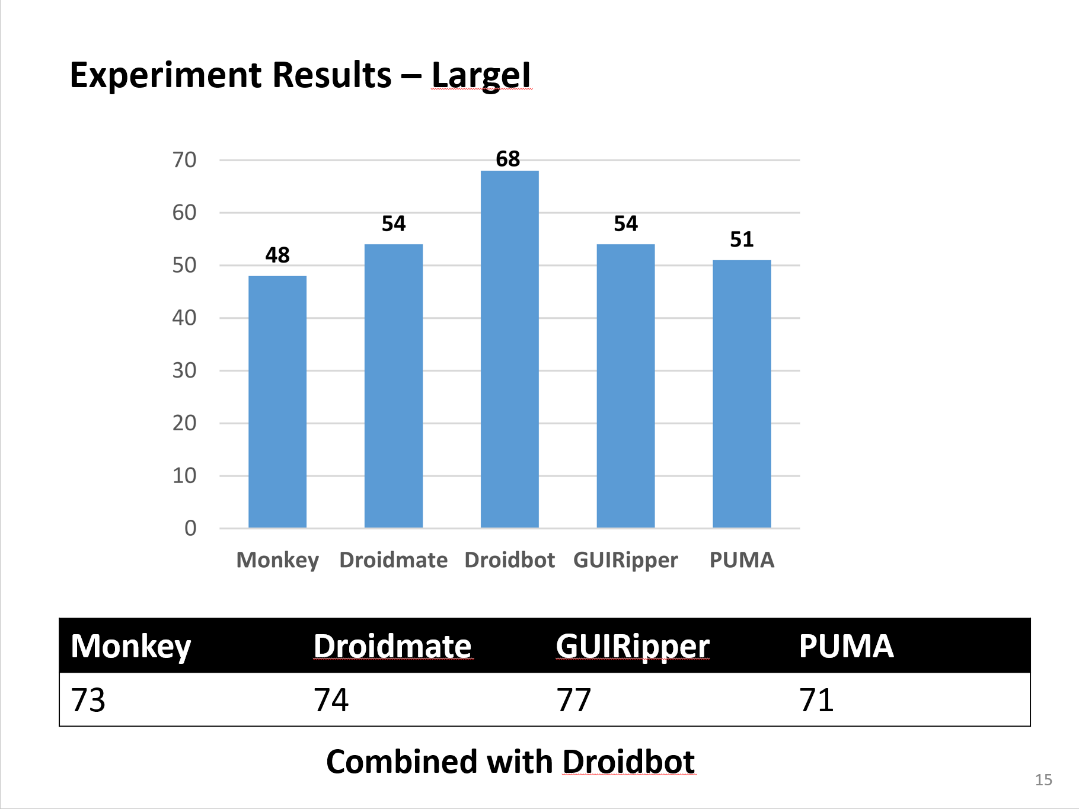 Experiment Results – LargeI
70
60
50
40
30
20
10
0
48
54
68
54
51
Monkey Droidmate Droidbot GUIRipper PUMA
Monkey Droidmate GUIRipper PUMA
73 74 77 71
Combined with Droidbot
15